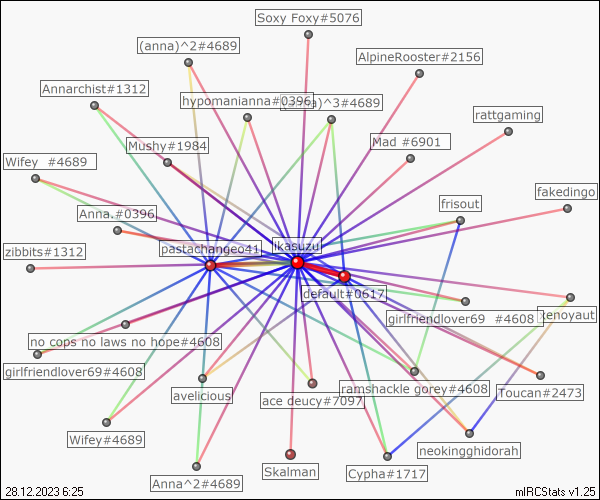 Soxy Foxy#5076
(anna)^2#4689
AlpineRooster#2156
Annarchist#1312
hypomanianna#0396
)^3#4689
rattgaming
Mushy#1984
Mad #6901
Wifey #4689
fakedingo
frisout
Anna.#0396
pastachangeo41
ikasuzu
zibbits#1312
default#0617
girlfriendlover69 #4608
xenoyaut
no cops no laws no hope#4608
girlfriendlover69#4608
avelicious
ace deucy#7097
ramshackle gorey#4608
Toucan#2473
Wifey#4689
neokingghidorah
Skalman
Cypha#1717
Anna^2#4689
28.12.2023 6:25
mIRCStats v1.25